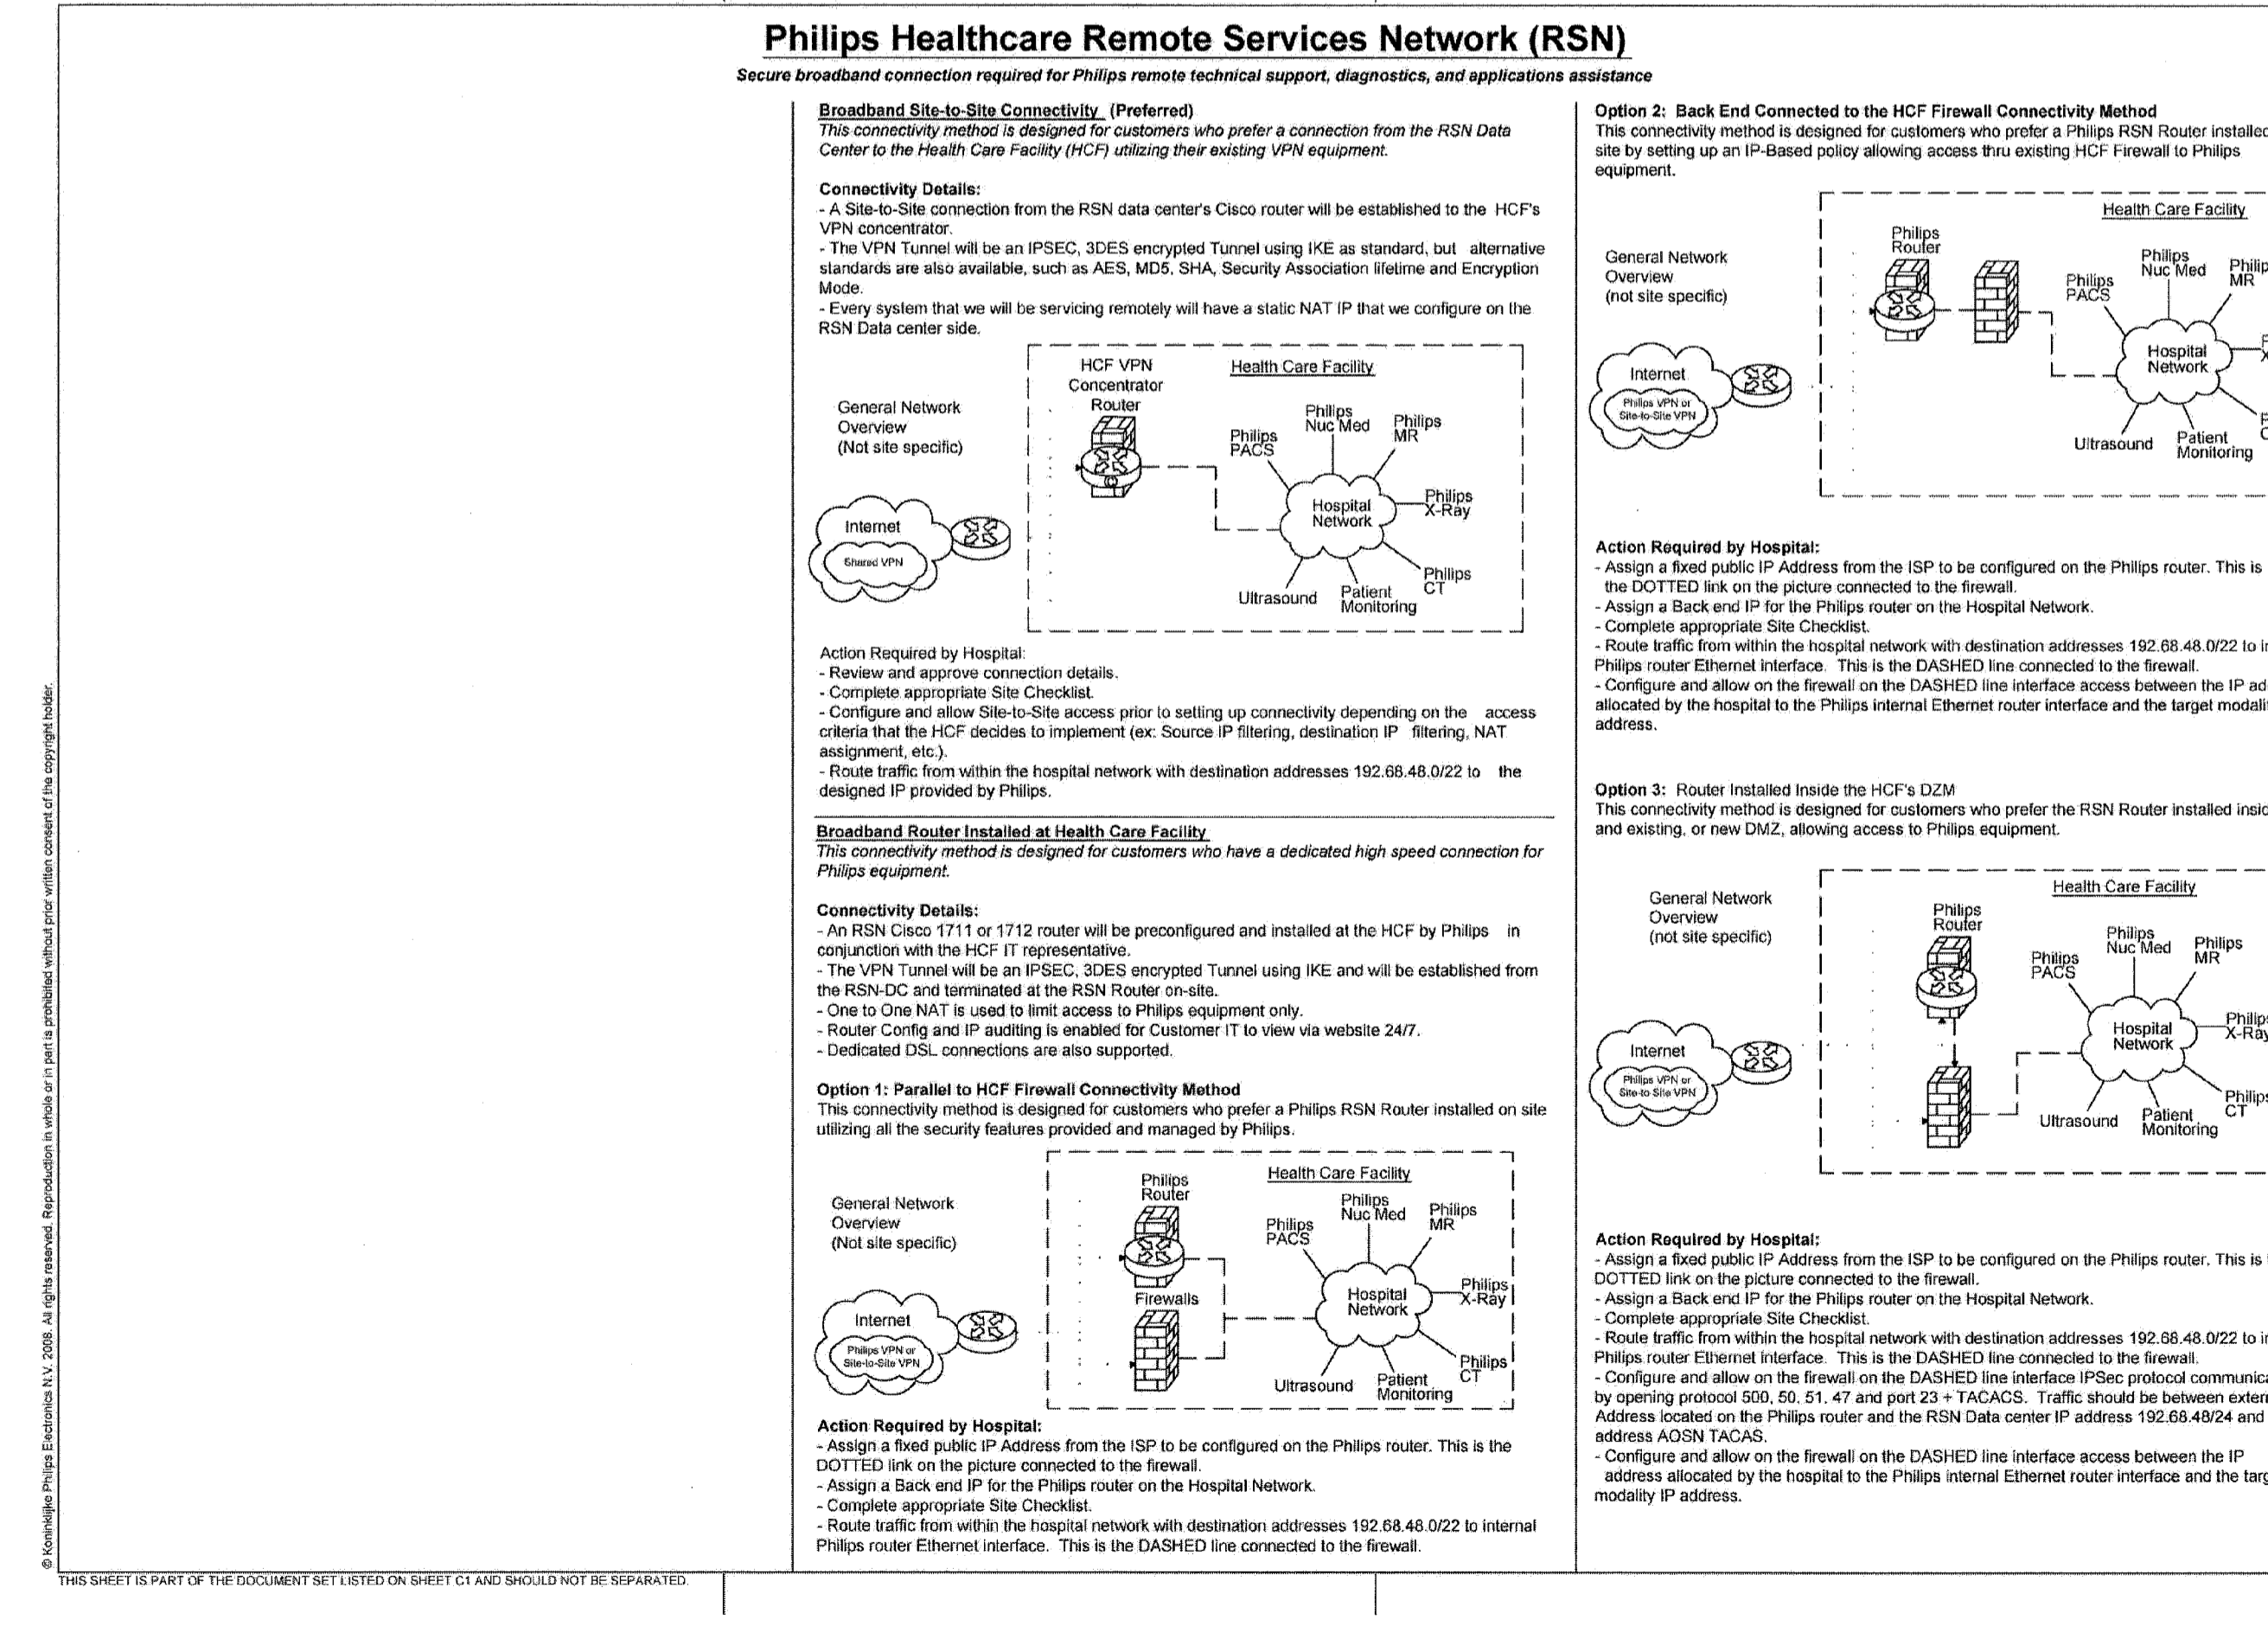 Philips Healthcare Remote Services Network (RSN)
Secure broadband connection required for Philips remote technical support, diagnostics, and applications assistance
Broadband Site-to-Site Connectivity (Preferred)
This connectivity method is designed for customers who prefer a connection from the RSN Data
Center to the Health Care Facility (HCF) utilizing their existing VPN equipment.
Connectivity Details:
- A Site-to-Site connection from the RSN data center's Cisco router will be established to the HCF's
VPN concentrator.
- The VPN Tunnel will be an IPSEC, 3DES encrypted Tunnel using IKE as standard, but alternative
standards are also available, such as AES, MD5, SHA, Security Association lifetime and Encryption
Mode.
- Every system that we will be servicing remotely will have a static NAT IP that we configure on the
RSN Data center side.
HCF VPN
Concentrator
Router
Health Care Facility
General Network
Overview
(Not site specific)
Philips
PACS
Philips
Nuc Med
Philips
MR
Philips
X-Ray
Hospital
Network
Internet
Shared VPN
Philips
CT
Ultrasound
Patient
Monitoring
Action Required by Hospital:
- Review and approve connection details.
- Complete appropriate Site Checklist.
- Configure and allow Site-to-Site access prior to setting up connectivity depending on the access
criteria that the HCF decides to implement (ex: Source IP filtering, destination IP filtering, NAT
assignment, etc.).
- Route traffic from within the hospital network with destination addresses 192.68.48.0/22 to the
designed IP provided by Philips.
Broadband Router Installed at Health Care Facility
This connectivity method is designed for customers who have a dedicated high speed connection for
Philips equipment.
Connectivity Details:
- An RSN Cisco 1711 or 1712 router will be preconfigured and installed at the HCF by Philips in
conjunction with the HCF IT representative.
- The VPN Tunnel will be an IPSEC, 3DES encrypted Tunnel using IKE and will be established from
the RSN-DC and terminated at the RSN Router on-site.
- One to One NAT is used to limit access to Philips equipment only.
- Router Config and IP auditing is enabled for Customer IT to view via website 24/7.
- Dedicated DSL connections are also supported.
Option 1: Parallel to HCF Firewall Connectivity Method
This connectivity method is designed for customers who prefer a Philips RSN Router installed on site
utilizing all the security features provided and managed by Philips.
Philips
Router
Health Care Facility
General Network
Overview
(Not site specific)
Philips
PACS
Philips
Nuc Med
Philips
MR
Philips
X-Ray
Firewalls
Hospital
Network
Internet
Philips VPN or
Site-to-Site VPN
Philips
CT
Ultrasound
Patient
Monitoring
Action Required by Hospital:
- Assign a fixed public IP Address from the ISP to be configured on the Philips router. This is the
DOTTED link on the picture connected to the firewall.
- Assign a Back end IP for the Philips router on the Hospital Network.
- Complete appropriate Site Checklist.
- Route traffic from within the hospital network with destination addresses 192.68.48.0/22 to internal
Philips router Ethernet interface. This is the DASHED line connected to the firewall.
Option 2: Back End Connected to the HCF Firewall Connectivity Method
This connectivity method is designed for customers who prefer a Philips RSN Router installed
site by setting up an IP-Based policy allowing access thru existing HCF Firewall to Philips
equipment.
Health Care Facility
Philips
Router
General Network
Overview
(not site specific)
Philips
PACS
Philips
Nuc Med
Philip
MR
Hospital
Network
Internet
Philips VPN or
Site-to-Site VPN
Ultrasound
Patient
Monitoring
Action Required by Hospital:
- Assign a fixed public IP Address from the ISP to be configured on the Philips router. This is
the DOTTED link on the picture connected to the firewall.
- Assign a Back end IP for the Philips router on the Hospital Network.
- Complete appropriate Site Checklist.
- Route traffic from within the hospital network with destination addresses 192.68.48.0/22 to
Philips router Ethernet interface. This is the DASHED line connected to the firewall.
- Configure and allow on the firewall on the DASHED line interface access between the IP ad
allocated by the hospital to the Philips internal Ethernet router interface and the target modali
address.
Option 3: Router Installed Inside the HCF's DZM
This connectivity method is designed for customers who prefer the RSN Router installed insid
and existing, or new DMZ, allowing access to Philips equipment.
Health Care Facility
General Network
Overview
(not site specific)
Philips
Router
Philips
PACS
Philips
Nuc Med
Philips
MR
Philip
X-Ray
Hospital
Network
Internet
Philips VPN or
Site-to Site VPN
Philips
CT
Ultrasound
Patient
Monitoring
Action Required by Hospital:
- Assign a fixed public IP Address from the ISP to be configured on the Philips router. This is
DOTTED link on the picture connected to the firewall.
- Assign a Back end IP for the Philips router on the Hospital Network.
- Complete appropriate Site Checklist.
- Route traffic from within the hospital network with destination addresses 192.68.48.0/22 to
Philips router Ethernet interface. This is the DASHED line connected to the firewall.
- Configure and allow on the firewall on the DASHED line interface IPSec protocol communic
by opening protocol 500, 50, 51, 47 and port 23 + TACACS. Traffic should be between extern
Address located on the Philips router and the RSN Data center IP address 192.68.48/24 and
address AOSN TACAS.
- Configure and allow on the firewall on the DASHED line interface access between the IP
address allocated by the hospital to the Philips internal Ethernet router interface and the targ
modality IP address.
© Koninklijke Philips Electronics N.V. 2008. All rights reserved. Reproduction in whole or in part is prohibited without prior written consent of the copyright holder.
THIS SHEET IS PART OF THE DOCUMENT SET LISTED ON SHEET C1 AND SHOULD NOT BE SEPARATED.